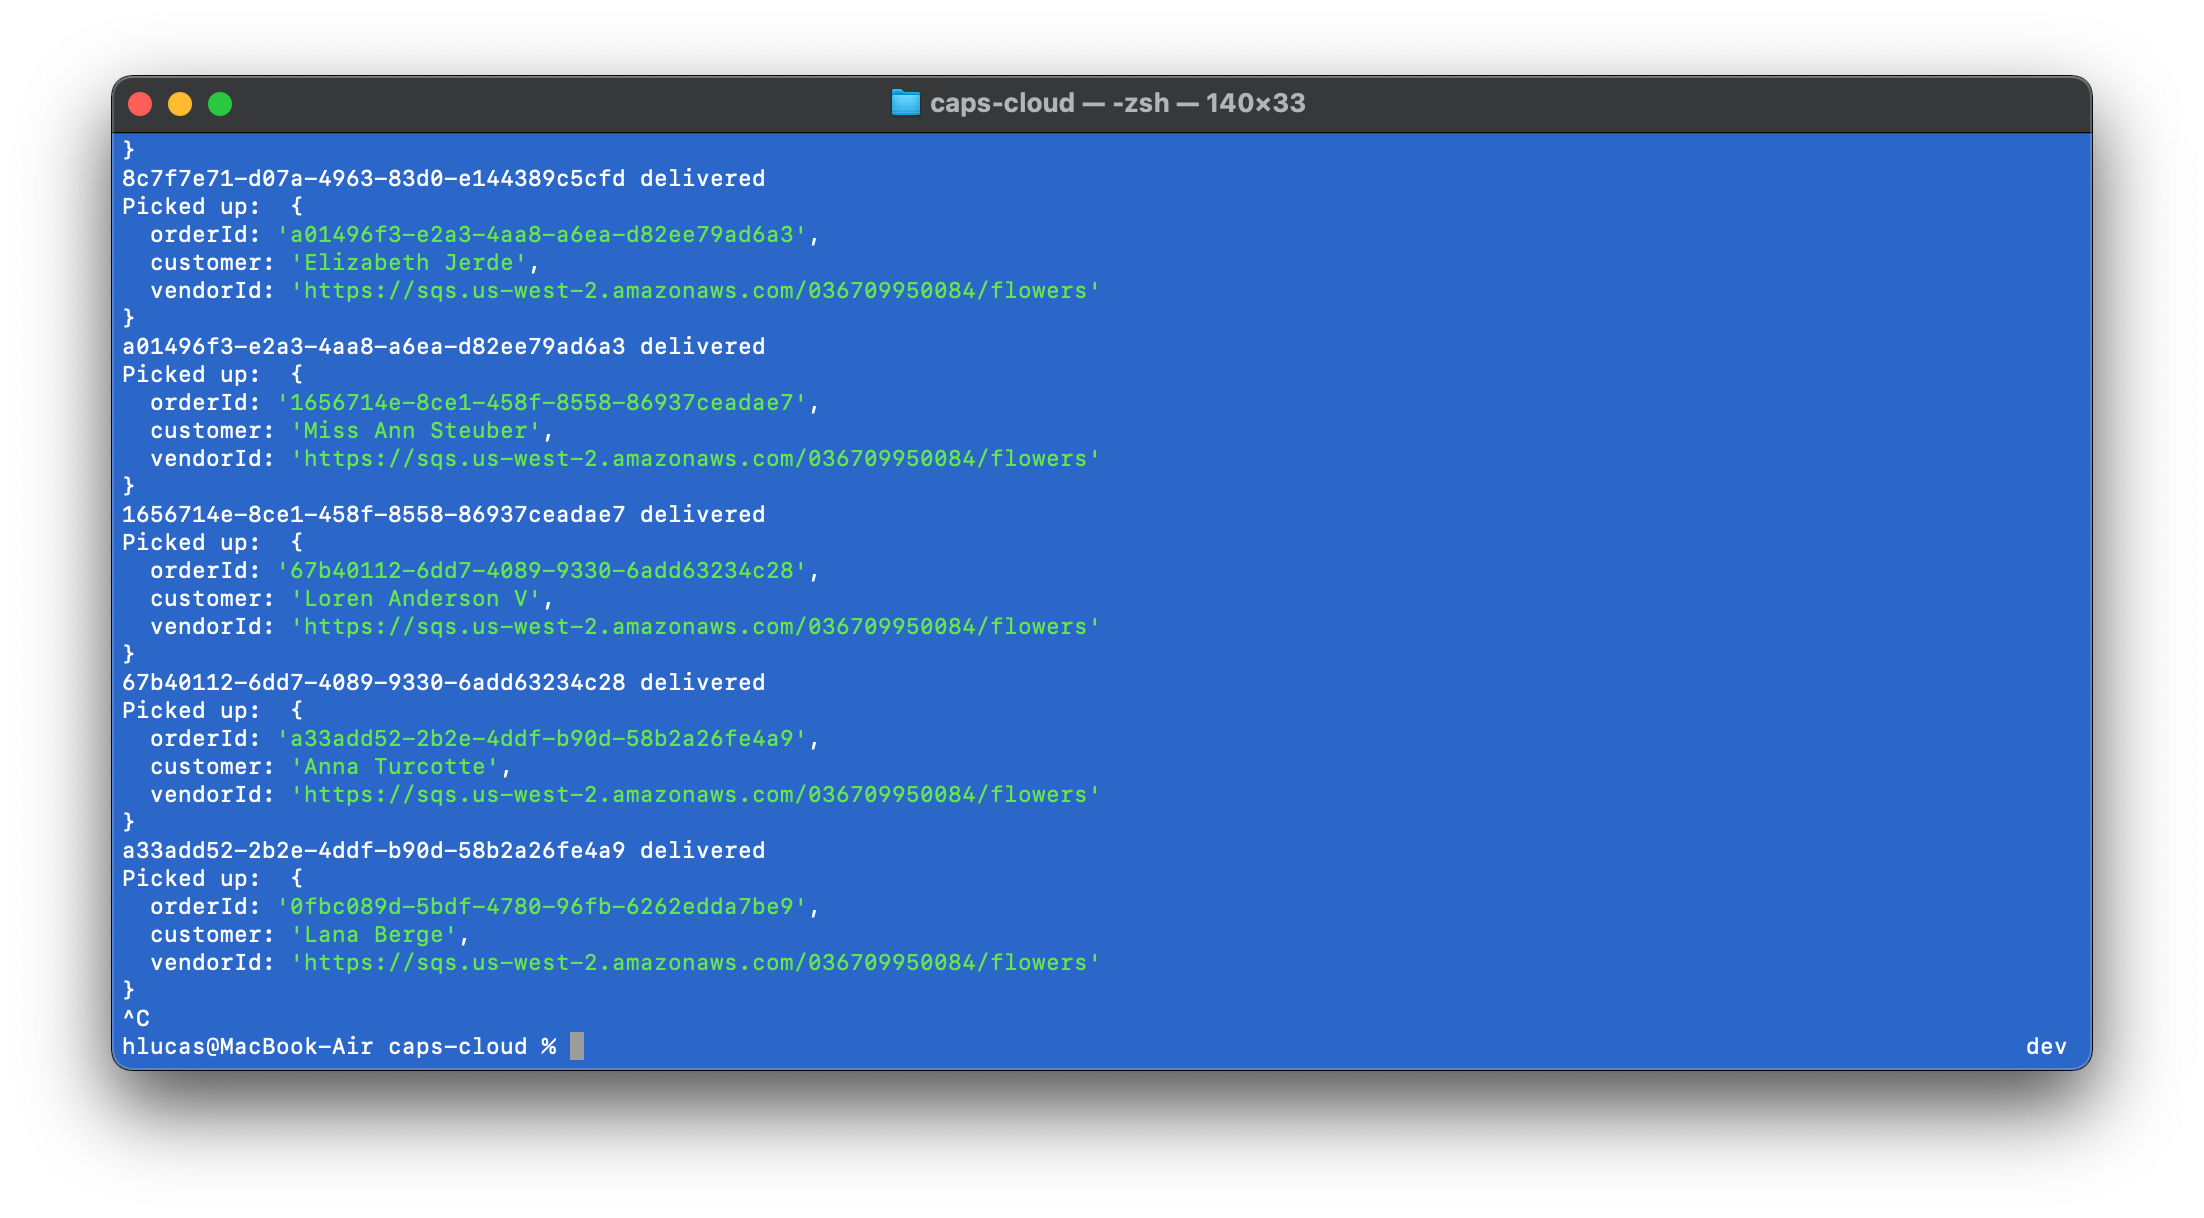 caps-cloud — -zsh — 140×33
}
8c7f7e71-d07a-4963-83d0-e144389c5cfd delivered
Picked up:  {
  orderId: 'a01496f3-e2a3-4aa8-a6ea-d82ee79ad6a3',
  customer: 'Elizabeth Jerde',
  vendorId: 'https://sqs.us-west-2.amazonaws.com/036709950084/flowers'
}
a01496f3-e2a3-4aa8-a6ea-d82ee79ad6a3 delivered
Picked up:  {
  orderId: '1656714e-8ce1-458f-8558-86937ceadae7',
  customer: 'Miss Ann Steuber',
  vendorId: 'https://sqs.us-west-2.amazonaws.com/036709950084/flowers'
}
1656714e-8ce1-458f-8558-86937ceadae7 delivered
Picked up:  {
  orderId: '67b40112-6dd7-4089-9330-6add63234c28',
  customer: 'Loren Anderson V',
  vendorId: 'https://sqs.us-west-2.amazonaws.com/036709950084/flowers'
}
67b40112-6dd7-4089-9330-6add63234c28 delivered
Picked up:  {
  orderId: 'a33add52-2b2e-4ddf-b90d-58b2a26fe4a9',
  customer: 'Anna Turcotte',
  vendorId: 'https://sqs.us-west-2.amazonaws.com/036709950084/flowers'
}
a33add52-2b2e-4ddf-b90d-58b2a26fe4a9 delivered
Picked up:  {
  orderId: '0fbc089d-5bdf-4780-96fb-6262edda7be9',
  customer: 'Lana Berge',
  vendorId: 'https://sqs.us-west-2.amazonaws.com/036709950084/flowers'
}
^C
hlucas@MacBook-Air caps-cloud % dev